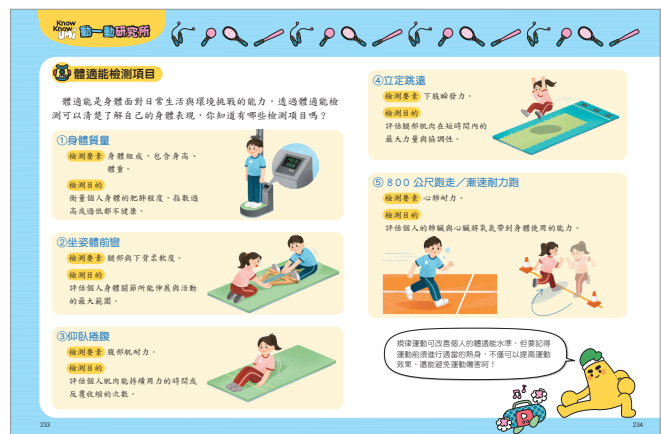 Know
Know
Um!
動一動研究所
體適能檢測項目
體適能是身體面對日常生活與環境挑戰的能力，透過體適能檢
測可以清楚了解自己的身體表現，你知道有哪些檢測項目嗎？
①身體質量
檢測要素 身體組成，包含身高、
體重。
檢測目的
衡量個人身體的肥胖程度，指數過
高或過低都不健康。
②坐姿體前彎
檢測要素 腿部與下背柔軟度。
檢測目的
評估個人身體關節所能伸展與活動
的最大範圍。
③仰臥捲腹
檢測要素 腹部肌耐力。
檢測目的
評估個人肌肉能持續用力的時間或
反覆收縮的次數。
233
④立定跳遠
檢測要素 下肢瞬發力。
檢測目的
評估腿部肌肉在短時間內的
最大力量與協調性。
⑤ 800 公尺跑走／漸速耐力跑
檢測要素 心肺耐力。
檢測目的
評估個人的肺臟與心臟將氧氣帶到身體使用的能力。
規律運動可改善個人的體適能水準，但要記得
運動前須進行適當的熱身，不僅可以提高運動
效果，還能避免運動傷害呵！
234